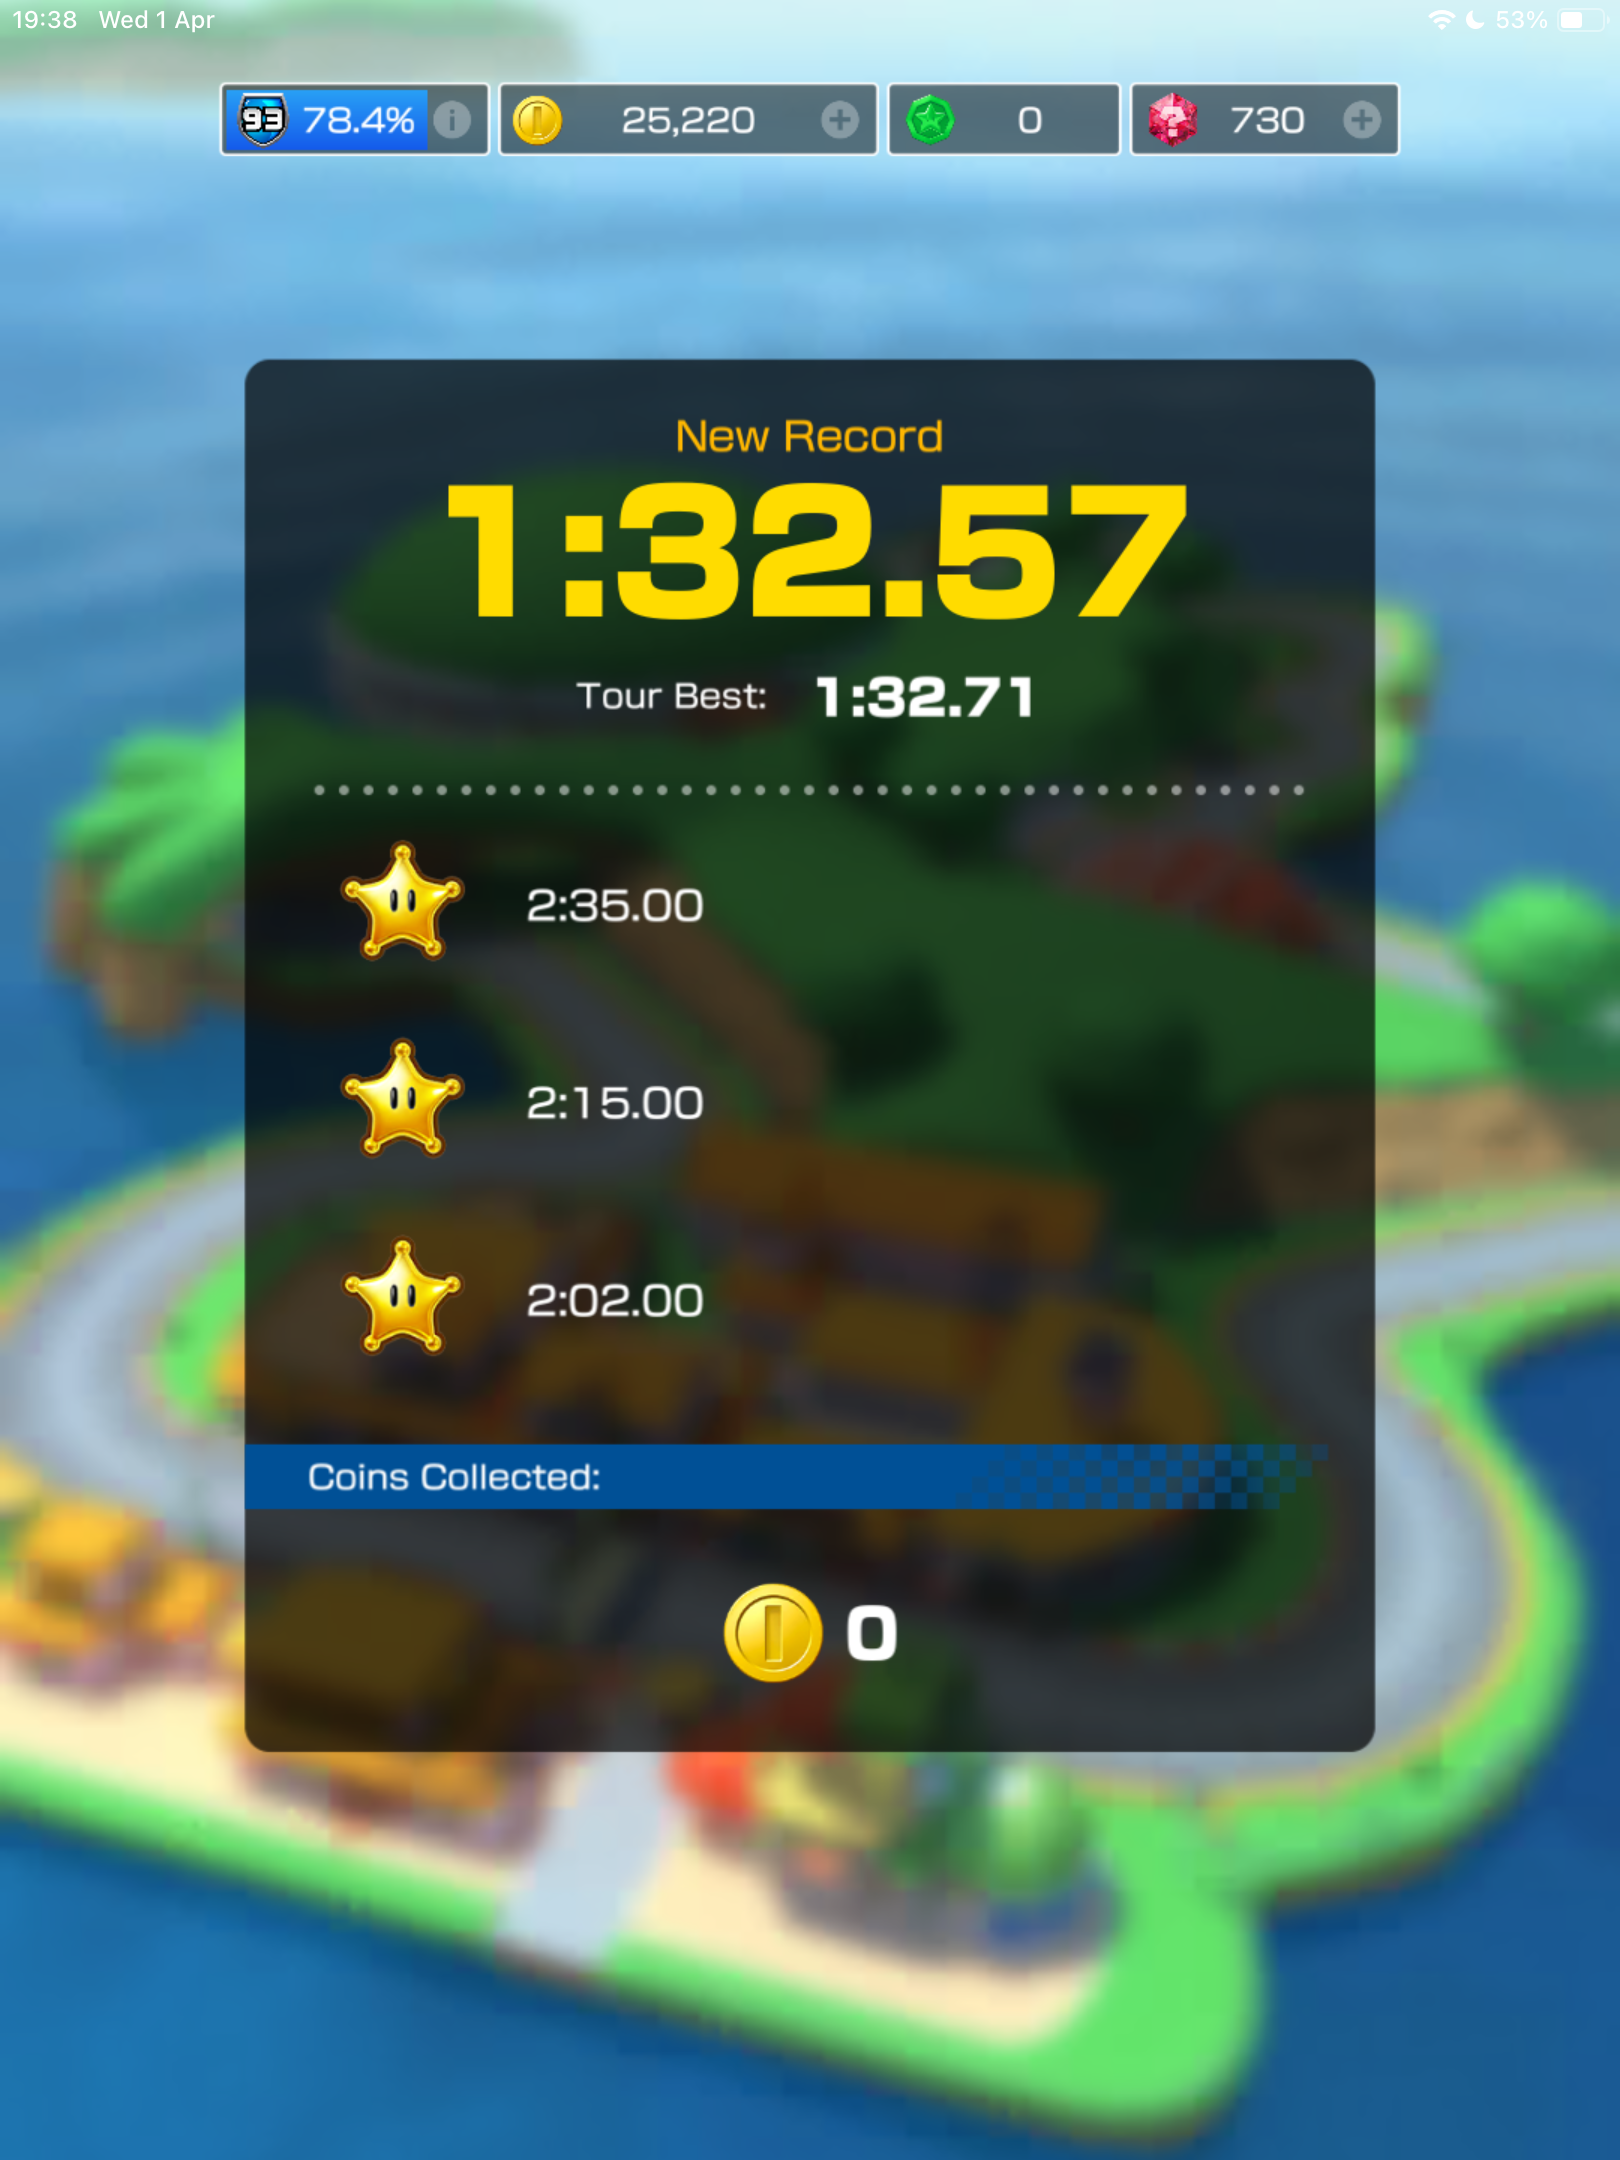 19:38 Wed 1 Apr 53%
93 78.4% i 25,220 + 0 ? 730 +
New Record
1:32.57
Tour Best: 1:32.71
2:35.00
2:15.00
2:02.00
Coins Collected:
0